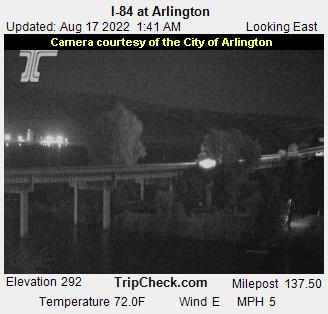 I-84 at Arlington
Updated: Aug 17 2022 1:41 AM Looking East
Camera courtesy of the City of Arlington
Elevation 292 TripCheck.com Milepost 137.50
Temperature 72.0F Wind E MPH 5